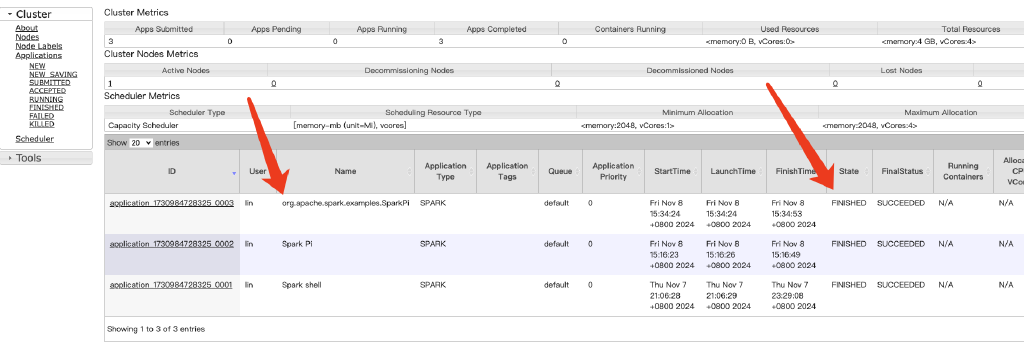 Cluster
About
Nodes
Node Labels
Applications
NEW
NEW_SAVING
SUBMITTED
ACCEPTED
RUNNING
FINISHED
FAILED
KILLED
Scheduler
Tools
Cluster Metrics
Apps Submitted Apps Pending Apps Running Apps Completed Containers Running Used Resources Total Resources
3 0 0 3 0 <memory:0 B, vCores:0> <memory:4 GB, vCores:4>
Cluster Nodes Metrics
Active Nodes Decommissioning Nodes Decommissioned Nodes Lost Nodes
1 0 0 0 0
Scheduler Metrics
Scheduler Type Scheduling Resource Type Minimum Allocation Maximum Allocation
Capacity Scheduler [memory-mb (unit=Mi), vcores] <memory:2048, vCores:1> <memory:2048, vCores:4>
Show 20 entries
ID User Name Application Type Application Tags Queue Application Priority StartTime LaunchTime FinishTime State FinalStatus Running Containers
application_1730984728325_0003 lin org.apache.spark.examples.SparkPi SPARK default 0 Fri Nov 8 Fri Nov 8 Fri Nov 8 FINISHED SUCCEEDED N/A N/A
15:34:24 15:34:24 15:34:53
+0800 2024 +0800 2024 +0800 2024
application_1730984728325_0002 lin Spark Pi SPARK default 0 Fri Nov 8 Fri Nov 8 Fri Nov 8 FINISHED SUCCEEDED N/A N/A
15:16:23 15:16:26 15:16:49
+0800 2024 +0800 2024 +0800 2024
application_1730984728325_0001 lin Spark shell SPARK default 0 Thu Nov 7 Thu Nov 7 Thu Nov 7 FINISHED SUCCEEDED N/A N/A
21:06:28 21:06:29 23:29:08
+0800 2024 +0800 2024 +0800 2024
Showing 1 to 3 of 3 entries